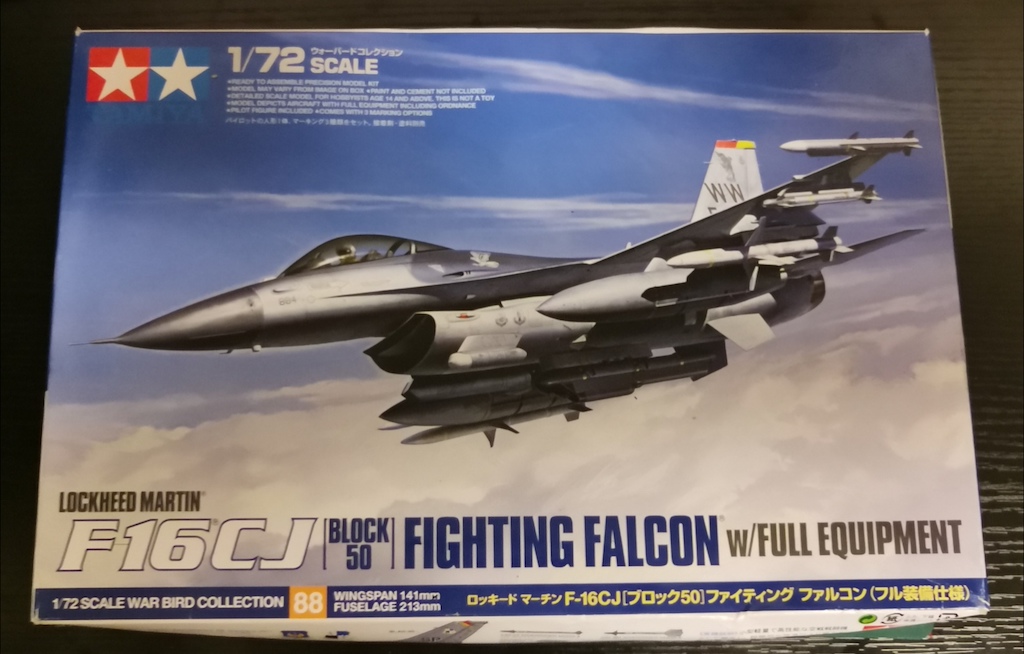 1/72 ウォーバードコレクション
SCALE
•READY TO ASSEMBLE PRECISION MODEL KIT
•MODEL MAY VARY FROM IMAGE ON BOX •PAINT AND CEMENT NOT INCLUDED
•DETAILED SCALE MODEL FOR HOBBYISTS AGE 14 AND ABOVE, THIS IS NOT A TOY
•MODEL DEPICTS AIRCRAFT WITH FULL EQUIPMENT INCLUDING ORDNANCE
•PILOT FIGURE INCLUDED •COMES WITH 3 MARKING OPTIONS
パイロットの人形1体、マーキング3種類をセット。接着剤・塗料別売
WW
LOCKHEED MARTIN®
F-16®CJ [BLOCK 50] FIGHTING FALCON® w/FULL EQUIPMENT
1/72 SCALE WAR BIRD COLLECTION 88 WINGSPAN 141mm
FUSELAGE 213mm
ロッキード マーチン F-16CJ[ブロック50]ファイティング ファルコン(フル装備仕様)